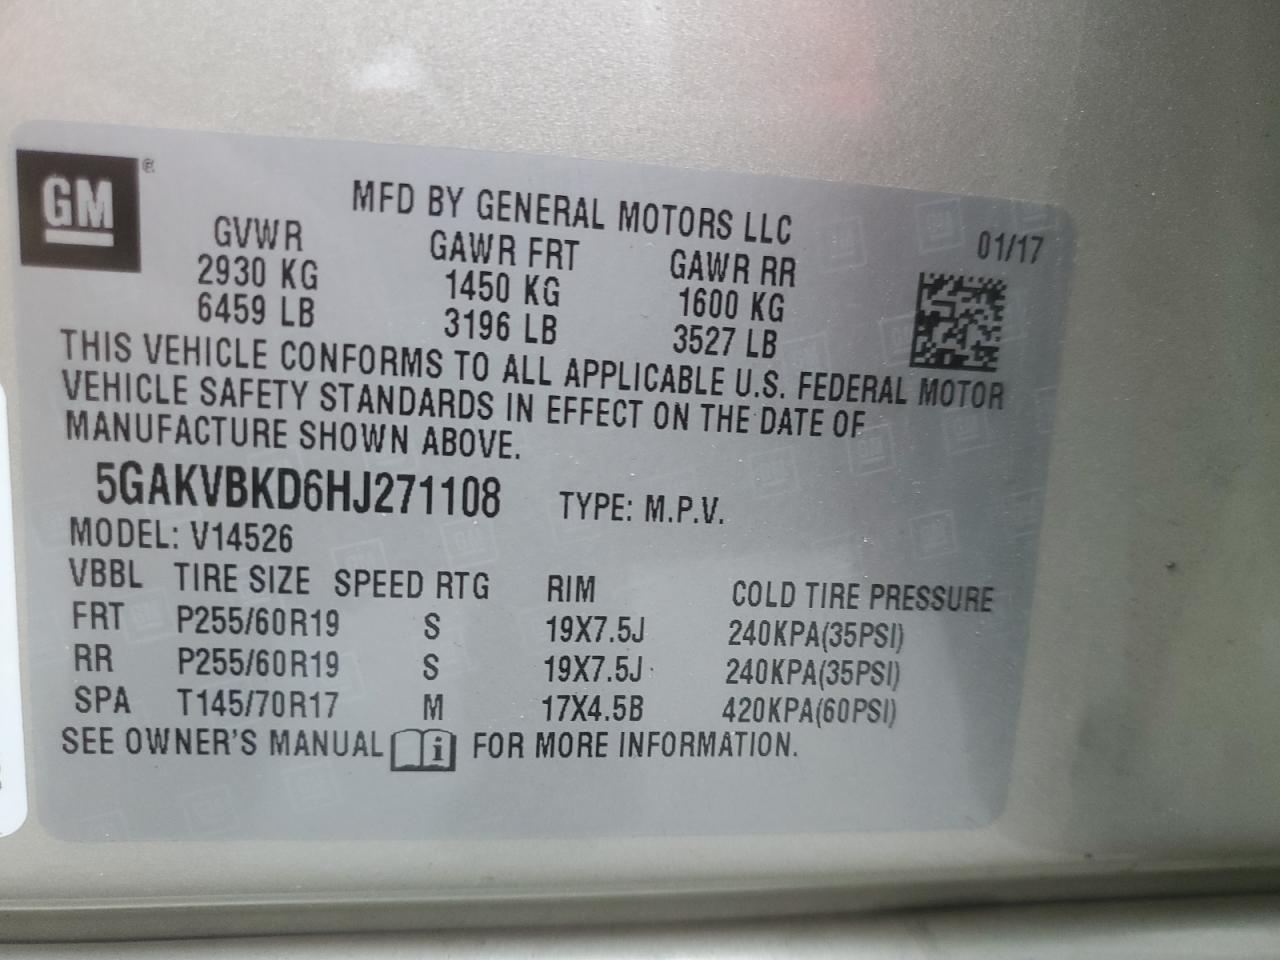 GM
MFD BY GENERAL MOTORS LLC
01/17
GVWR GAWR FRT GAWR RR
2930 KG 1450 KG 1600 KG
6459 LB 3196 LB 3527 LB
THIS VEHICLE CONFORMS TO ALL APPLICABLE U.S. FEDERAL MOTOR
VEHICLE SAFETY STANDARDS IN EFFECT ON THE DATE OF
MANUFACTURE SHOWN ABOVE.
5GAKVBKD6HJ271108 TYPE: M.P.V.
MODEL: V14526
VBBL TIRE SIZE SPEED RTG RIM COLD TIRE PRESSURE
FRT P255/60R19 S 19X7.5J 240KPA(35PSI)
RR P255/60R19 S 19X7.5J 240KPA(35PSI)
SPA T145/70R17 M 17X4.5B 420KPA(60PSI)
SEE OWNER'S MANUAL FOR MORE INFORMATION.